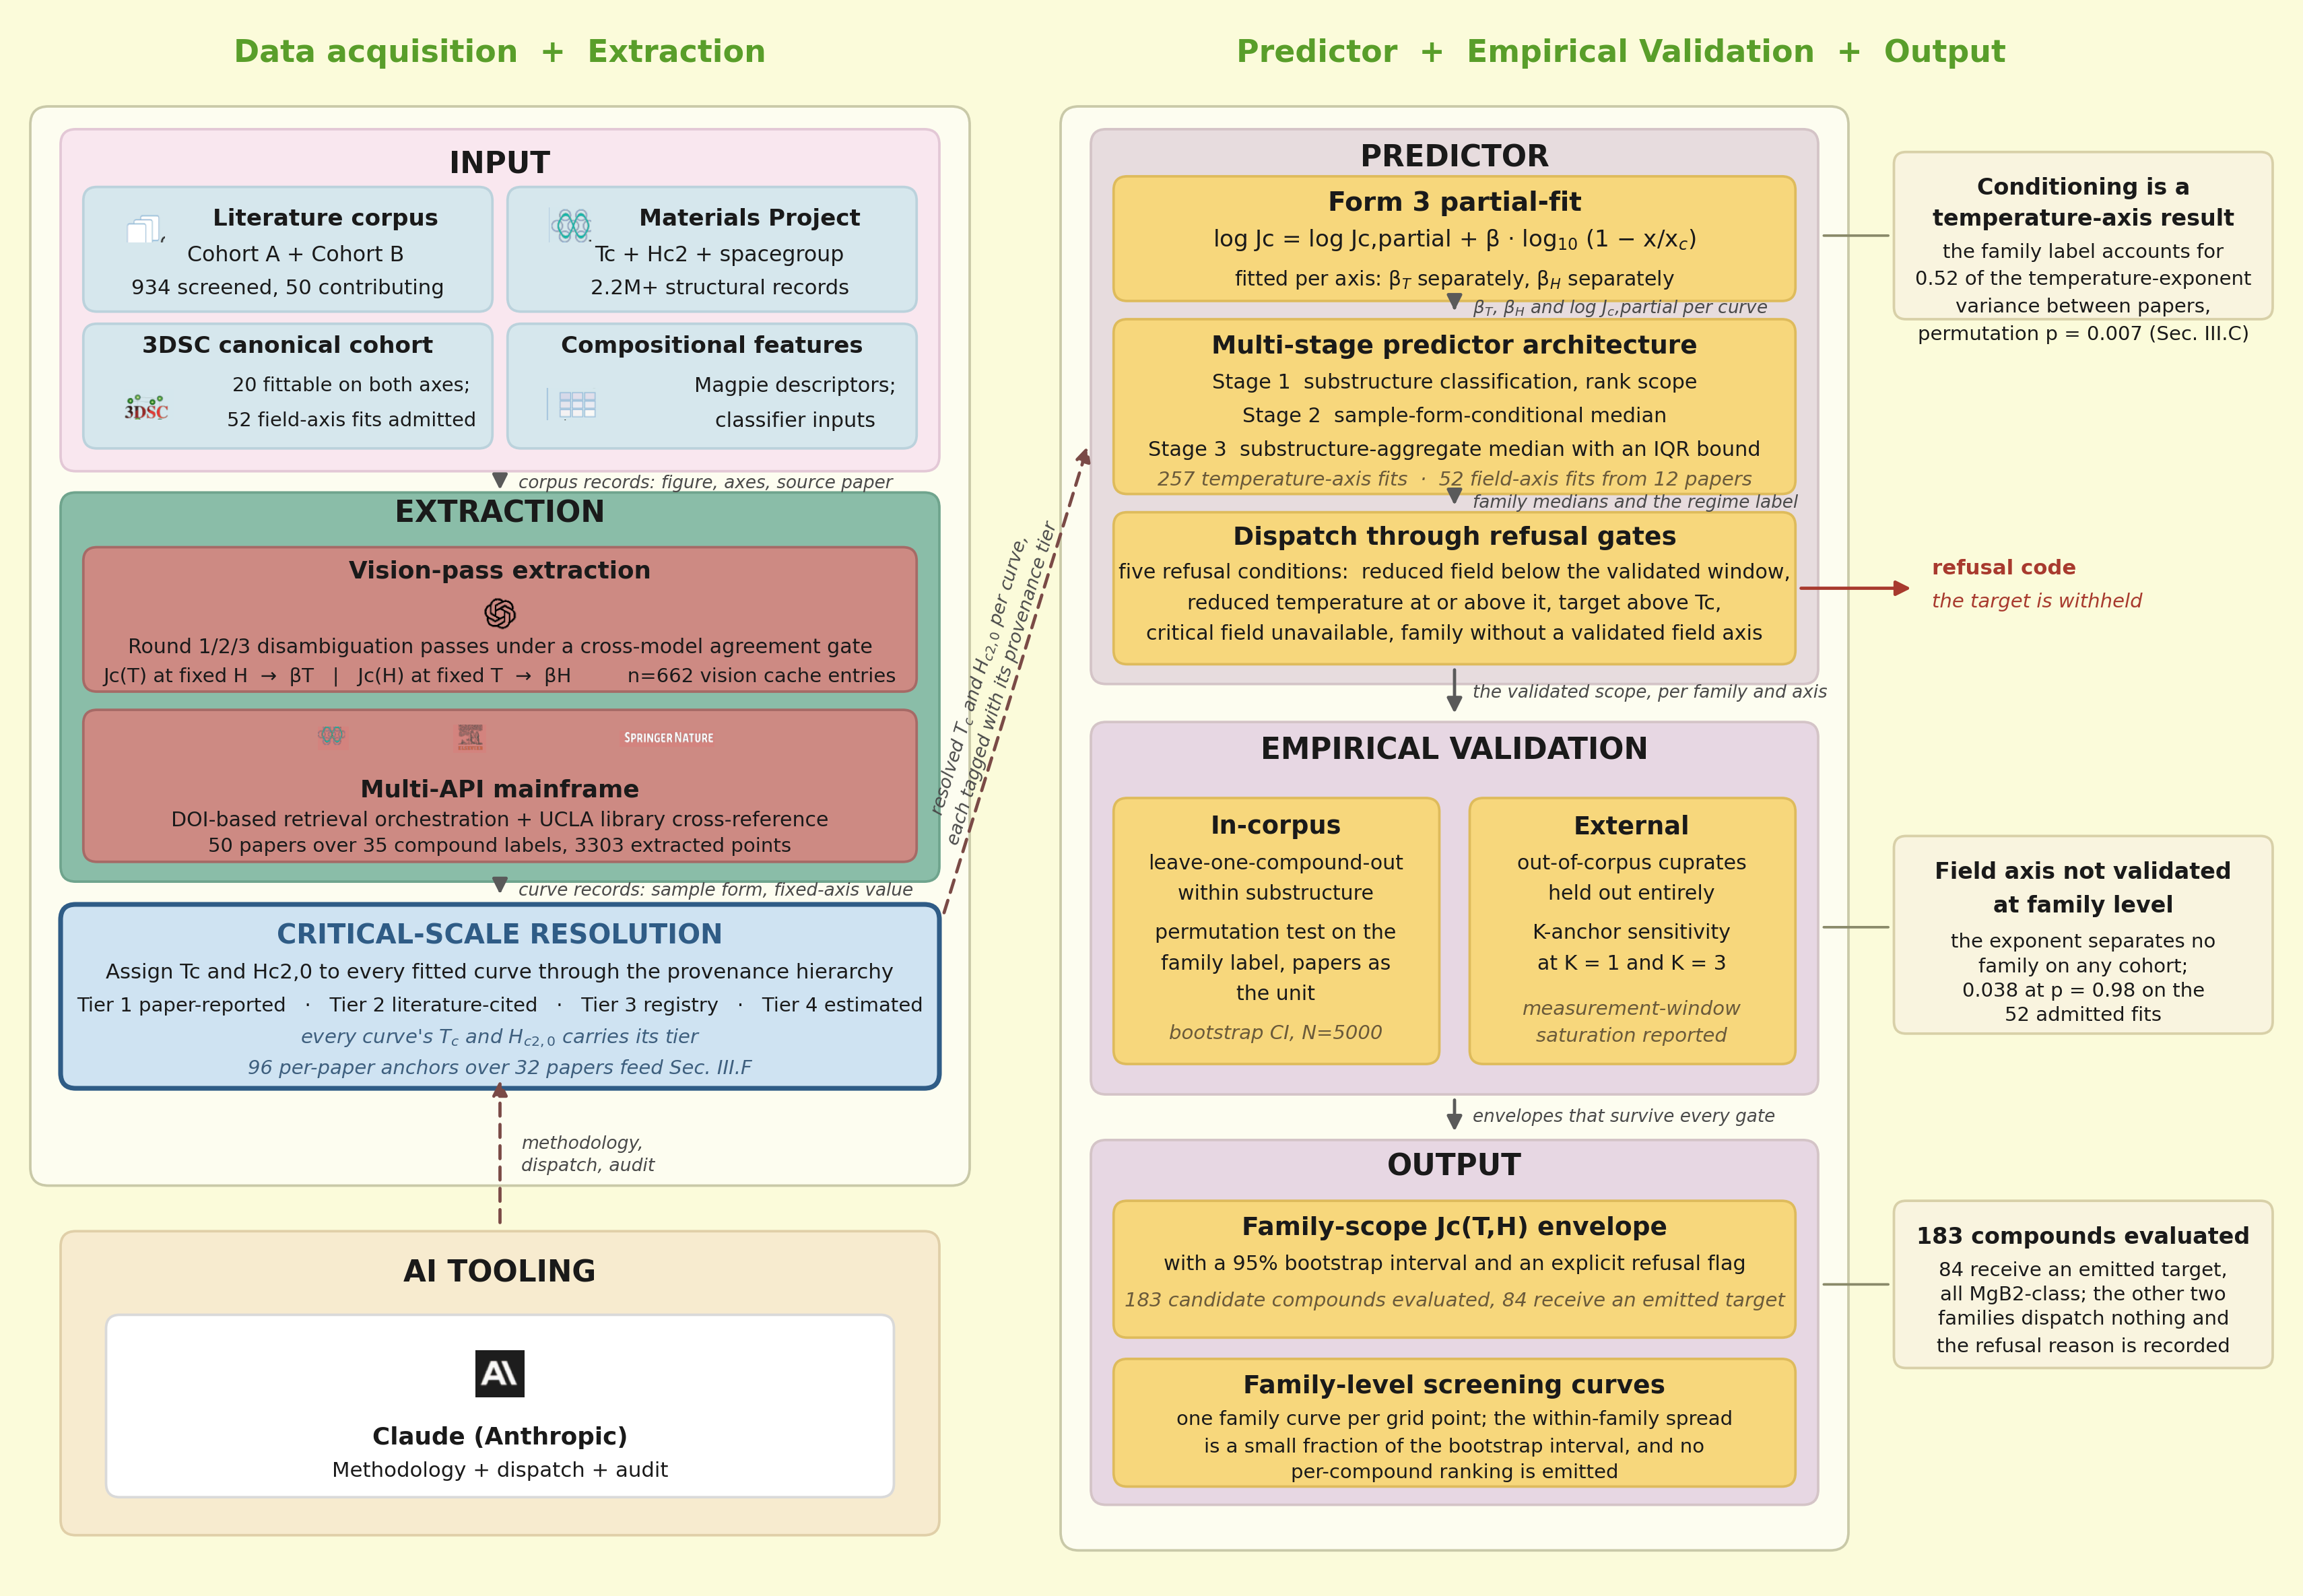 Data acquisition + Extraction
INPUT
Literature corpus
Cohort A + Cohort B
934 screened, 50 contributing
Materials Project
Tc + Hc2 + spacegroup
2.2M+ structural records
3DSC canonical cohort
20 fittable on both axes;
52 field-axis fits admitted
3DSC
Compositional features
Magpie descriptors;
classifier inputs
corpus records: figure, axes, source paper
EXTRACTION
Vision-pass extraction
Round 1/2/3 disambiguation passes under a cross-model agreement gate
Jc(T) at fixed H → βT | Jc(H) at fixed T → βH n=662 vision cache entries
SPRINGER NATURE
Multi-API mainframe
DOI-based retrieval orchestration + UCLA library cross-reference
50 papers over 35 compound labels, 3303 extracted points
curve records: sample form, fixed-axis value
CRITICAL-SCALE RESOLUTION
Assign Tc and Hc2,0 to every fitted curve through the provenance hierarchy
Tier 1 paper-reported · Tier 2 literature-cited · Tier 3 registry · Tier 4 estimated
every curve's Tc and Hc2,0 carries its tier
96 per-paper anchors over 32 papers feed Sec. III.F
methodology,
dispatch, audit
AI TOOLING
A\
Claude (Anthropic)
Methodology + dispatch + audit
resolved Tc and Hc2,0 per curve,
each tagged with its provenance tier
Predictor + Empirical Validation + Output
PREDICTOR
Form 3 partial-fit
log Jc = log Jc,partial + β · log10 (1 − x/xc)
fitted per axis: βT separately, βH separately
βT, βH and log Jc,partial per curve
Multi-stage predictor architecture
Stage 1 substructure classification, rank scope
Stage 2 sample-form-conditional median
Stage 3 substructure-aggregate median with an IQR bound
257 temperature-axis fits · 52 field-axis fits from 12 papers
family medians and the regime label
Dispatch through refusal gates
five refusal conditions: reduced field below the validated window,
reduced temperature at or above it, target above Tc,
critical field unavailable, family without a validated field axis
the validated scope, per family and axis
EMPIRICAL VALIDATION
In-corpus
leave-one-compound-out
within substructure
permutation test on the
family label, papers as
the unit
bootstrap CI, N=5000
External
out-of-corpus cuprates
held out entirely
K-anchor sensitivity
at K = 1 and K = 3
measurement-window
saturation reported
envelopes that survive every gate
OUTPUT
Family-scope Jc(T,H) envelope
with a 95% bootstrap interval and an explicit refusal flag
183 candidate compounds evaluated, 84 receive an emitted target
Family-level screening curves
one family curve per grid point; the within-family spread
is a small fraction of the bootstrap interval, and no
per-compound ranking is emitted
Conditioning is a
temperature-axis result
the family label accounts for
0.52 of the temperature-exponent
variance between papers,
permutation p = 0.007 (Sec. III.C)
refusal code
the target is withheld
Field axis not validated
at family level
the exponent separates no
family on any cohort;
0.038 at p = 0.98 on the
52 admitted fits
183 compounds evaluated
84 receive an emitted target,
all MgB2-class; the other two
families dispatch nothing and
the refusal reason is recorded